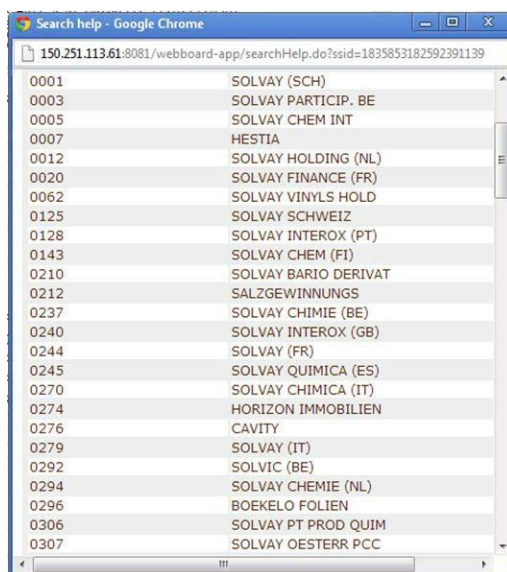 Search help - Google Chrome
150.251.113.61:8081/webboard-app/searchHelp.do?ssid=1835853182592391139
0001 SOLVAY (SCH)
0003 SOLVAY PARTICIP. BE
0005 SOLVAY CHEM INT
0007 HESTIA
0012 SOLVAY HOLDING (NL)
0020 SOLVAY FINANCE (FR)
0062 SOLVAY VINYLS HOLD
0125 SOLVAY SCHWEIZ
0128 SOLVAY INTEROX (PT)
0143 SOLVAY CHEM (FI)
0210 SOLVAY BARIO DERIVAT
0212 SALZGEWINNUNGS
0237 SOLVAY CHIMIE (BE)
0240 SOLVAY INTEROX (GB)
0244 SOLVAY (FR)
0245 SOLVAY QUIMICA (ES)
0270 SOLVAY CHIMICA (IT)
0274 HORIZON IMMOBILIEN
0276 CAVITY
0279 SOLVAY (IT)
0292 SOLVIC (BE)
0294 SOLVAY CHEMIE (NL)
0296 BOEKELO FOLIEN
0306 SOLVAY PT PROD QUIM
0307 SOLVAY OESTERR PCC